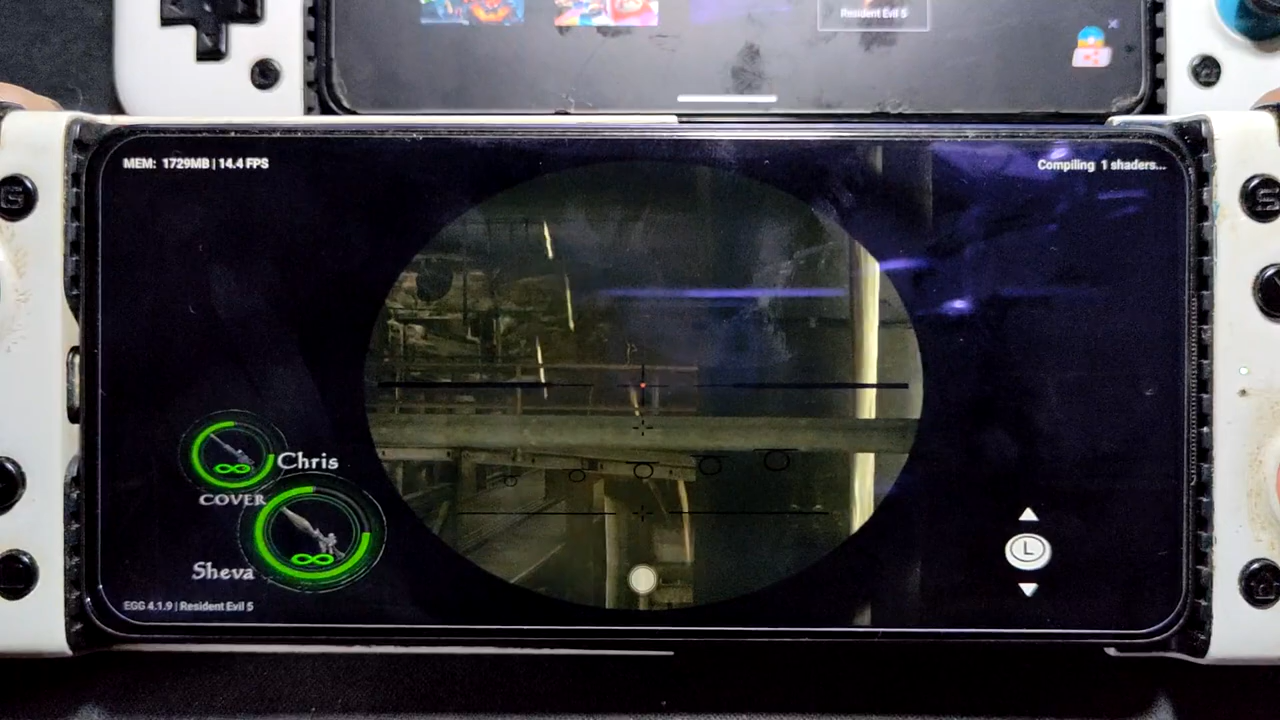 Resident Evil 5
MEM: 1729MB | 14.4 FPS
Compiling 1 shaders...
Chris
COVER
Sheva
L
EGG 4.1.9 | Resident Evil 5